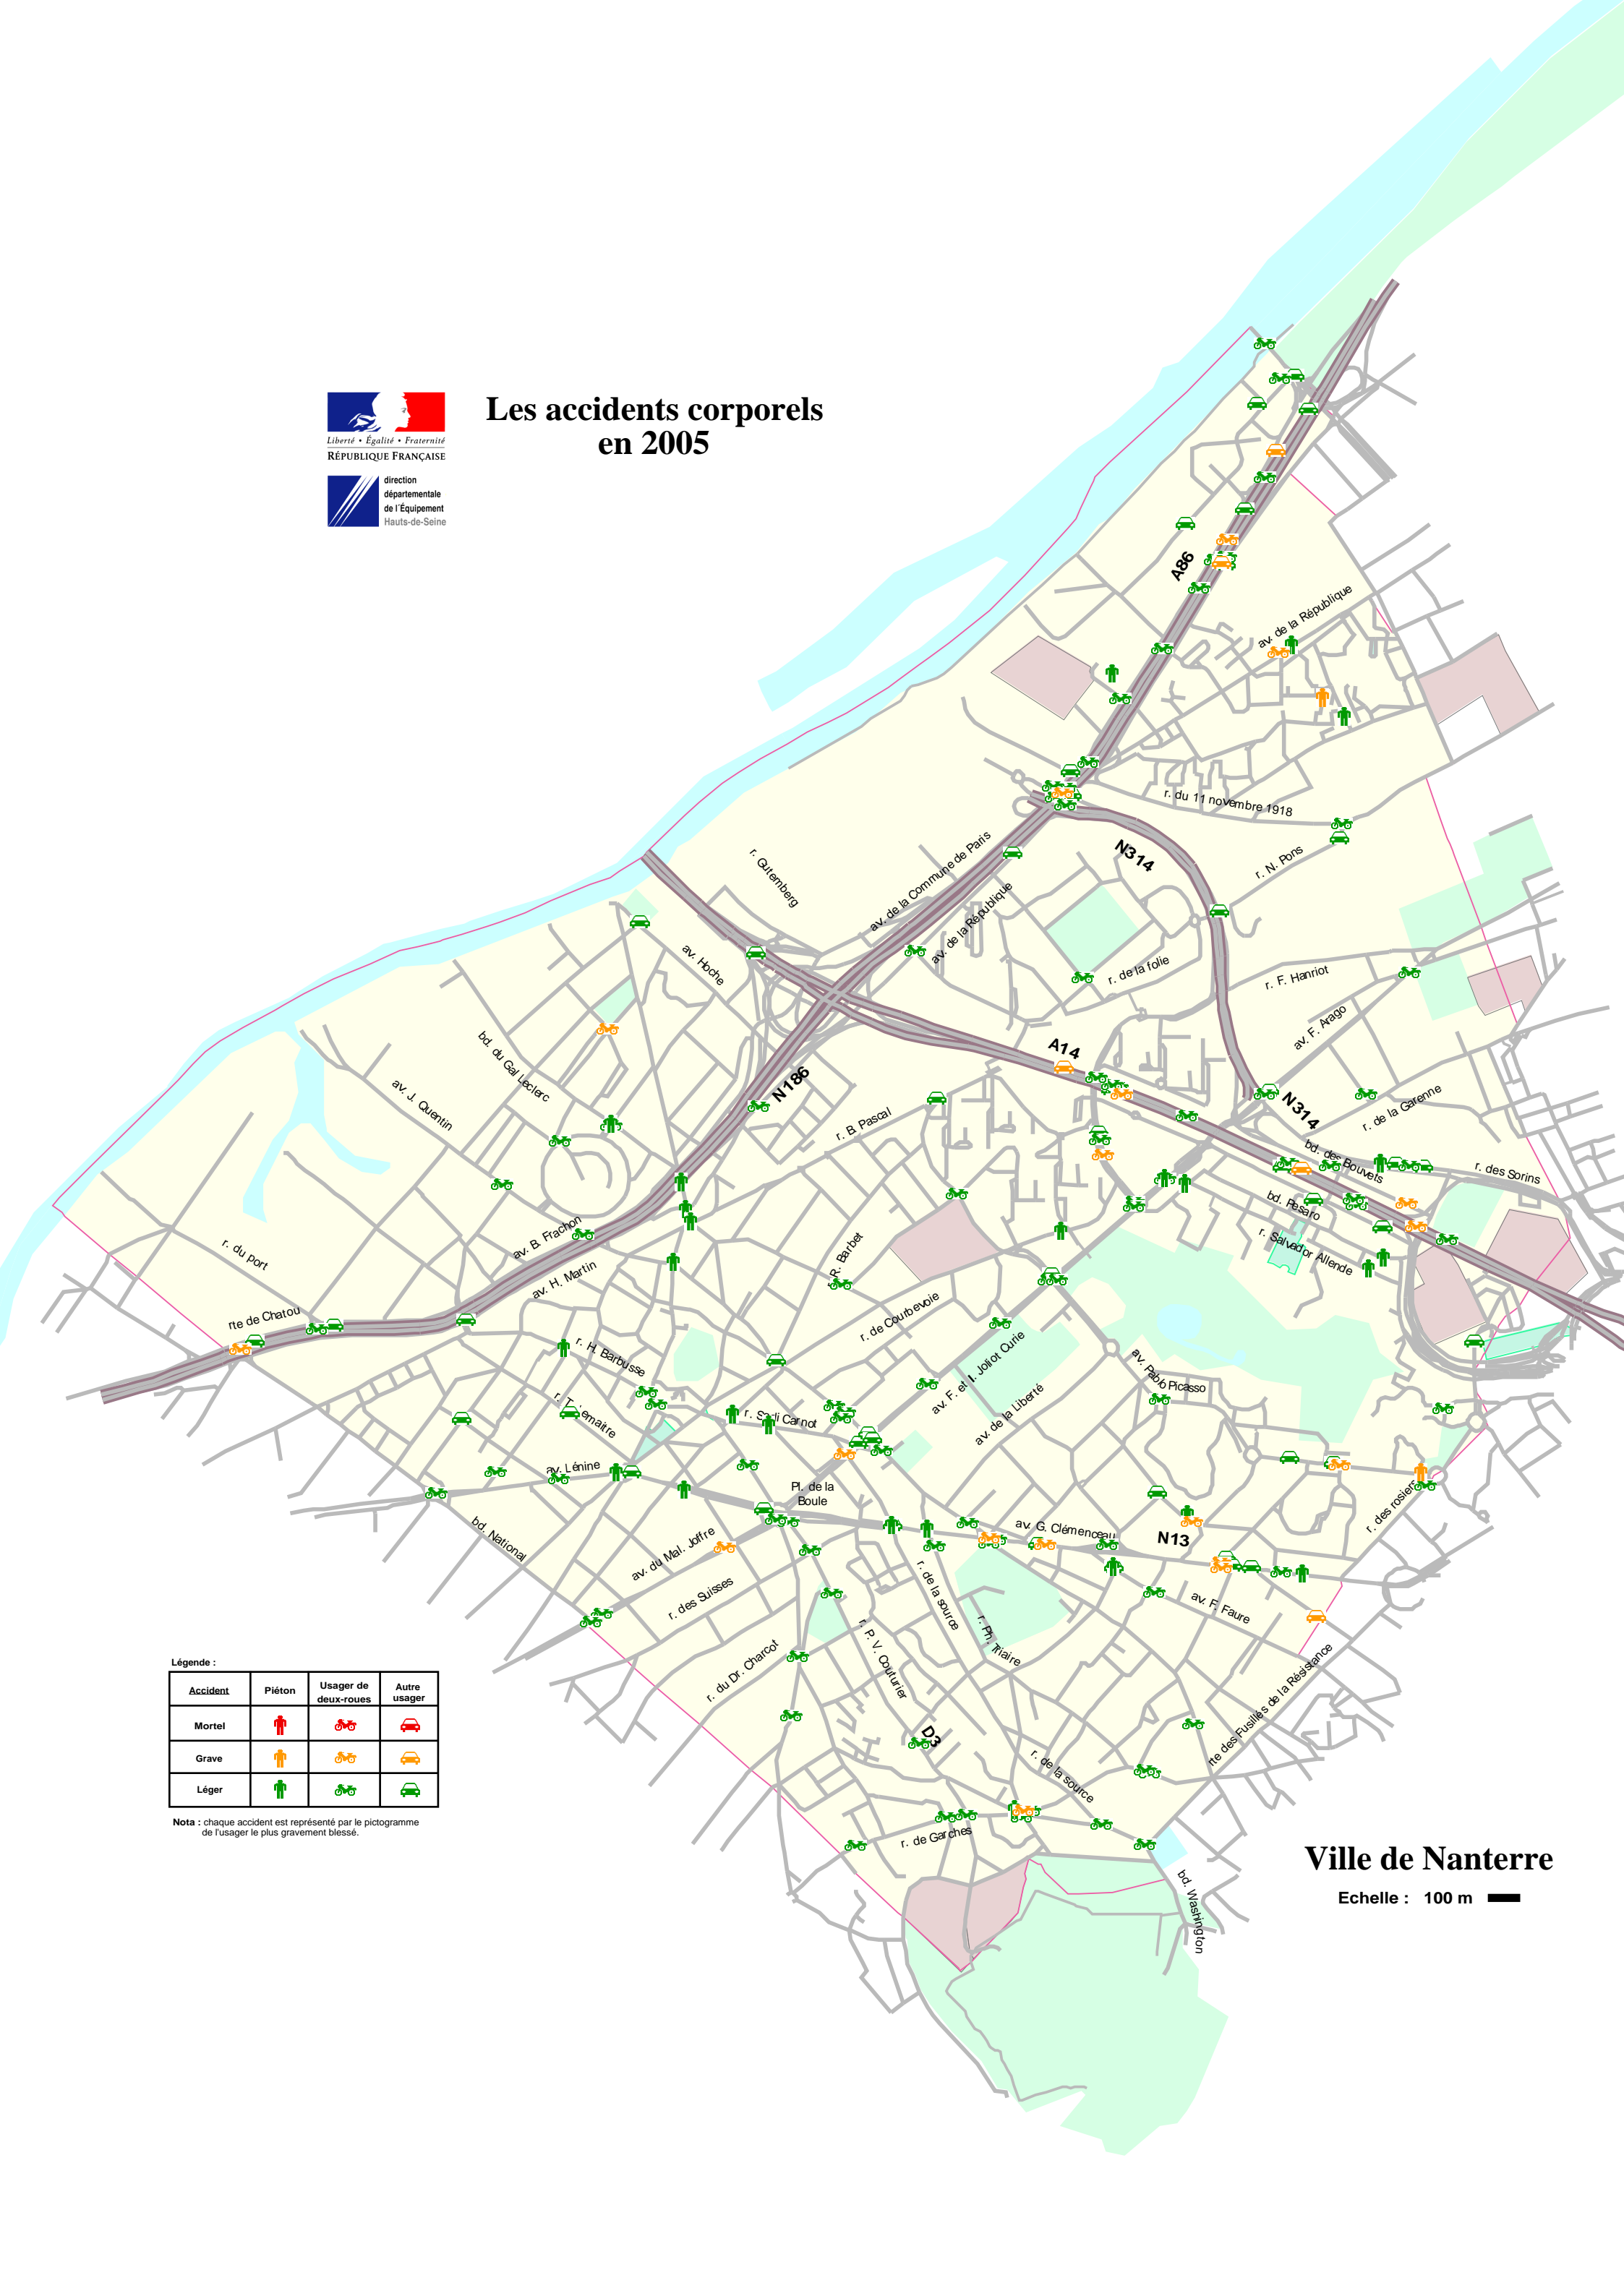 Les accidents corporels
en 2005
Liberté • Égalité • Fraternité
RÉPUBLIQUE FRANÇAISE
direction
départementale
de l'Équipement
Hauts-de-Seine
A86
av. de la République
r. du 11 novembre 1918
N314
r. N. Pons
r. Gutemberg
av. de la Commune de Paris
av. de la République
av. Hoche
r. de la folie
r. F. Hanriot
av. F. Arago
bd. du Gal Leclerc
A14
N186
av. J. Quentin
r. B. Pascal
N314
r. de la Garenne
bd. des Bouvets
r. des Sorins
bd. Pesaro
r. Salvador Allende
r. du port
av. B. Frachon
av. H. Martin
r. R. Barbet
rte de Chatou
r. de Courbevoie
r. H. Barbusse
av. F. et I. Joliot Curie
av. Pablo Picasso
av. de la Liberté
r. Sadi Carnot
av. Lénine
Pl. de la
Boule
r. des rosiers
bd. National
av. du Mal. Joffre
av. G. Clémenceau
N13
r. des Suisses
r. de la source
av. F. Faure
r. Ph. Triaire
r. P. V. Couturier
r. du Dr. Charcot
rte des Fusillés de la Résistance
D3
r. de la source
r. de Garches
bd. Washington
Légende :
Accident Piéton Usager de deux-roues Autre usager
Mortel
Grave
Léger
Nota : chaque accident est représenté par le pictogramme
de l'usager le plus gravement blessé.
Ville de Nanterre
Echelle : 100 m